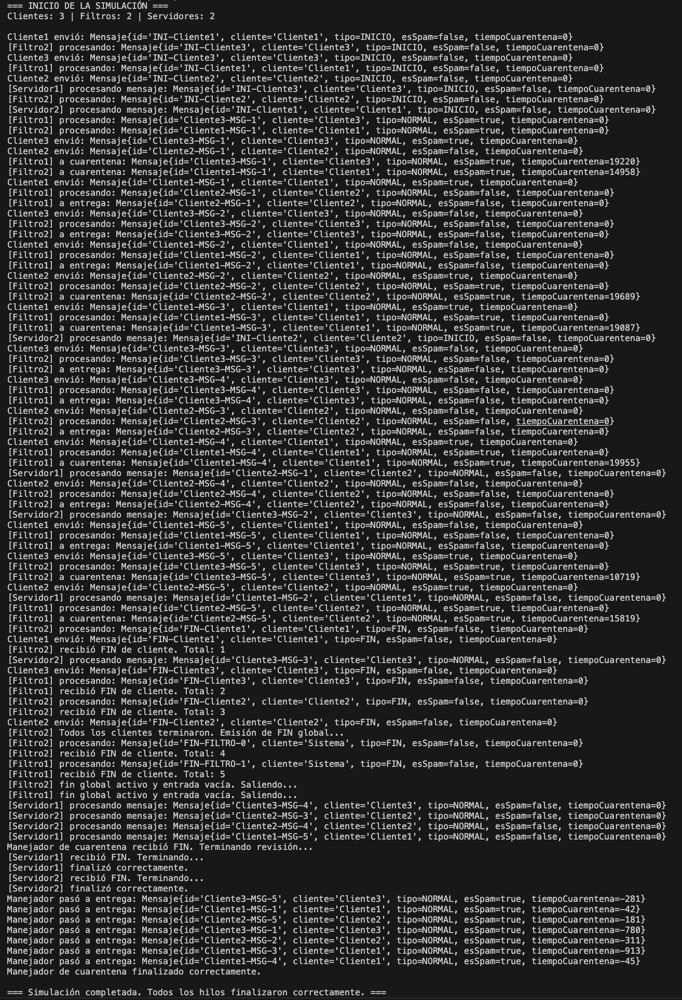 === INICIO DE LA SIMULACIÓN ===
Clientes: 3 | Filtros: 2 | Servidores: 2
Cliente1 envió: Mensaje{id='INI-Cliente1', cliente='Cliente1', tipo=INICIO, esSpam=false, tiempoCuarentena=0}
[Filtro2] procesando: Mensaje{id='INI-Cliente3', cliente='Cliente3', tipo=INICIO, esSpam=false, tiempoCuarentena=0}
Cliente3 envió: Mensaje{id='INI-Cliente3', cliente='Cliente3', tipo=INICIO, esSpam=false, tiempoCuarentena=0}
[Filtro1] procesando: Mensaje{id='INI-Cliente1', cliente='Cliente1', tipo=INICIO, esSpam=false, tiempoCuarentena=0}
Cliente2 envió: Mensaje{id='INI-Cliente2', cliente='Cliente2', tipo=INICIO, esSpam=false, tiempoCuarentena=0}
[Servidor1] procesando mensaje: Mensaje{id='INI-Cliente3', cliente='Cliente3', tipo=INICIO, esSpam=false, tiempoCuarentena=0}
[Filtro2] procesando: Mensaje{id='INI-Cliente2', cliente='Cliente2', tipo=INICIO, esSpam=false, tiempoCuarentena=0}
[Servidor2] procesando mensaje: Mensaje{id='INI-Cliente1', cliente='Cliente1', tipo=INICIO, esSpam=false, tiempoCuarentena=0}
[Filtro1] procesando: Mensaje{id='Cliente3-MSG-1', cliente='Cliente3', tipo=NORMAL, esSpam=true, tiempoCuarentena=0}
[Filtro2] procesando: Mensaje{id='Cliente1-MSG-1', cliente='Cliente1', tipo=NORMAL, esSpam=true, tiempoCuarentena=0}
Cliente3 envió: Mensaje{id='Cliente3-MSG-1', cliente='Cliente3', tipo=NORMAL, esSpam=true, tiempoCuarentena=0}
Cliente2 envió: Mensaje{id='Cliente2-MSG-1', cliente='Cliente2', tipo=NORMAL, esSpam=false, tiempoCuarentena=0}
[Filtro1] a cuarentena: Mensaje{id='Cliente3-MSG-1', cliente='Cliente3', tipo=NORMAL, esSpam=true, tiempoCuarentena=19220}
[Filtro2] a cuarentena: Mensaje{id='Cliente1-MSG-1', cliente='Cliente1', tipo=NORMAL, esSpam=true, tiempoCuarentena=14958}
Cliente1 envió: Mensaje{id='Cliente1-MSG-1', cliente='Cliente1', tipo=NORMAL, esSpam=true, tiempoCuarentena=0}
[Filtro1] procesando: Mensaje{id='Cliente2-MSG-1', cliente='Cliente2', tipo=NORMAL, esSpam=false, tiempoCuarentena=0}
[Filtro1] a entrega: Mensaje{id='Cliente2-MSG-1', cliente='Cliente2', tipo=NORMAL, esSpam=false, tiempoCuarentena=0}
Cliente3 envió: Mensaje{id='Cliente3-MSG-2', cliente='Cliente3', tipo=NORMAL, esSpam=false, tiempoCuarentena=0}
[Filtro2] procesando: Mensaje{id='Cliente3-MSG-2', cliente='Cliente3', tipo=NORMAL, esSpam=false, tiempoCuarentena=0}
[Filtro2] a entrega: Mensaje{id='Cliente3-MSG-2', cliente='Cliente3', tipo=NORMAL, esSpam=false, tiempoCuarentena=0}
Cliente1 envió: Mensaje{id='Cliente1-MSG-2', cliente='Cliente1', tipo=NORMAL, esSpam=false, tiempoCuarentena=0}
[Filtro1] procesando: Mensaje{id='Cliente1-MSG-2', cliente='Cliente1', tipo=NORMAL, esSpam=false, tiempoCuarentena=0}
[Filtro1] a entrega: Mensaje{id='Cliente1-MSG-2', cliente='Cliente1', tipo=NORMAL, esSpam=false, tiempoCuarentena=0}
Cliente2 envió: Mensaje{id='Cliente2-MSG-2', cliente='Cliente2', tipo=NORMAL, esSpam=true, tiempoCuarentena=0}
[Filtro2] procesando: Mensaje{id='Cliente2-MSG-2', cliente='Cliente2', tipo=NORMAL, esSpam=true, tiempoCuarentena=0}
[Filtro2] a cuarentena: Mensaje{id='Cliente2-MSG-2', cliente='Cliente2', tipo=NORMAL, esSpam=true, tiempoCuarentena=19689}
Cliente1 envió: Mensaje{id='Cliente1-MSG-3', cliente='Cliente1', tipo=NORMAL, esSpam=true, tiempoCuarentena=0}
[Filtro1] procesando: Mensaje{id='Cliente1-MSG-3', cliente='Cliente1', tipo=NORMAL, esSpam=true, tiempoCuarentena=0}
[Filtro1] a cuarentena: Mensaje{id='Cliente1-MSG-3', cliente='Cliente1', tipo=NORMAL, esSpam=true, tiempoCuarentena=19087}
[Servidor2] procesando mensaje: Mensaje{id='INI-Cliente2', cliente='Cliente2', tipo=INICIO, esSpam=false, tiempoCuarentena=0}
Cliente3 envió: Mensaje{id='Cliente3-MSG-3', cliente='Cliente3', tipo=NORMAL, esSpam=false, tiempoCuarentena=0}
[Filtro2] procesando: Mensaje{id='Cliente3-MSG-3', cliente='Cliente3', tipo=NORMAL, esSpam=false, tiempoCuarentena=0}
[Filtro2] a entrega: Mensaje{id='Cliente3-MSG-3', cliente='Cliente3', tipo=NORMAL, esSpam=false, tiempoCuarentena=0}
Cliente3 envió: Mensaje{id='Cliente3-MSG-4', cliente='Cliente3', tipo=NORMAL, esSpam=false, tiempoCuarentena=0}
[Filtro1] procesando: Mensaje{id='Cliente3-MSG-4', cliente='Cliente3', tipo=NORMAL, esSpam=false, tiempoCuarentena=0}
[Filtro1] a entrega: Mensaje{id='Cliente3-MSG-4', cliente='Cliente3', tipo=NORMAL, esSpam=false, tiempoCuarentena=0}
Cliente2 envió: Mensaje{id='Cliente2-MSG-3', cliente='Cliente2', tipo=NORMAL, esSpam=false, tiempoCuarentena=0}
[Filtro2] procesando: Mensaje{id='Cliente2-MSG-3', cliente='Cliente2', tipo=NORMAL, esSpam=false, tiempoCuarentena=0}
[Filtro2] a entrega: Mensaje{id='Cliente2-MSG-3', cliente='Cliente2', tipo=NORMAL, esSpam=false, tiempoCuarentena=0}
Cliente1 envió: Mensaje{id='Cliente1-MSG-4', cliente='Cliente1', tipo=NORMAL, esSpam=true, tiempoCuarentena=0}
[Filtro1] procesando: Mensaje{id='Cliente1-MSG-4', cliente='Cliente1', tipo=NORMAL, esSpam=true, tiempoCuarentena=0}
[Filtro1] a cuarentena: Mensaje{id='Cliente1-MSG-4', cliente='Cliente1', tipo=NORMAL, esSpam=true, tiempoCuarentena=19955}
[Servidor1] procesando mensaje: Mensaje{id='Cliente2-MSG-1', cliente='Cliente2', tipo=NORMAL, esSpam=false, tiempoCuarentena=0}
Cliente2 envió: Mensaje{id='Cliente2-MSG-4', cliente='Cliente2', tipo=NORMAL, esSpam=false, tiempoCuarentena=0}
[Filtro2] procesando: Mensaje{id='Cliente2-MSG-4', cliente='Cliente2', tipo=NORMAL, esSpam=false, tiempoCuarentena=0}
[Filtro2] a entrega: Mensaje{id='Cliente2-MSG-4', cliente='Cliente2', tipo=NORMAL, esSpam=false, tiempoCuarentena=0}
[Servidor2] procesando mensaje: Mensaje{id='Cliente3-MSG-2', cliente='Cliente3', tipo=NORMAL, esSpam=false, tiempoCuarentena=0}
Cliente1 envió: Mensaje{id='Cliente1-MSG-5', cliente='Cliente1', tipo=NORMAL, esSpam=false, tiempoCuarentena=0}
[Filtro1] procesando: Mensaje{id='Cliente1-MSG-5', cliente='Cliente1', tipo=NORMAL, esSpam=false, tiempoCuarentena=0}
[Filtro1] a entrega: Mensaje{id='Cliente1-MSG-5', cliente='Cliente1', tipo=NORMAL, esSpam=false, tiempoCuarentena=0}
Cliente3 envió: Mensaje{id='Cliente3-MSG-5', cliente='Cliente3', tipo=NORMAL, esSpam=true, tiempoCuarentena=0}
[Filtro2] procesando: Mensaje{id='Cliente3-MSG-5', cliente='Cliente3', tipo=NORMAL, esSpam=true, tiempoCuarentena=0}
[Filtro2] a cuarentena: Mensaje{id='Cliente3-MSG-5', cliente='Cliente3', tipo=NORMAL, esSpam=true, tiempoCuarentena=10719}
Cliente2 envió: Mensaje{id='Cliente2-MSG-5', cliente='Cliente2', tipo=NORMAL, esSpam=true, tiempoCuarentena=0}
[Servidor1] procesando mensaje: Mensaje{id='Cliente1-MSG-2', cliente='Cliente1', tipo=NORMAL, esSpam=false, tiempoCuarentena=0}
[Filtro1] procesando: Mensaje{id='Cliente2-MSG-5', cliente='Cliente2', tipo=NORMAL, esSpam=true, tiempoCuarentena=0}
[Filtro1] a cuarentena: Mensaje{id='Cliente2-MSG-5', cliente='Cliente2', tipo=NORMAL, esSpam=true, tiempoCuarentena=15819}
[Filtro2] procesando: Mensaje{id='FIN-Cliente1', cliente='Cliente1', tipo=FIN, esSpam=false, tiempoCuarentena=0}
Cliente1 envió: Mensaje{id='FIN-Cliente1', cliente='Cliente1', tipo=FIN, esSpam=false, tiempoCuarentena=0}
[Filtro2] recibió FIN de cliente. Total: 1
[Servidor2] procesando mensaje: Mensaje{id='Cliente3-MSG-3', cliente='Cliente3', tipo=NORMAL, esSpam=false, tiempoCuarentena=0}
Cliente3 envió: Mensaje{id='FIN-Cliente3', cliente='Cliente3', tipo=FIN, esSpam=false, tiempoCuarentena=0}
[Filtro1] procesando: Mensaje{id='FIN-Cliente3', cliente='Cliente3', tipo=FIN, esSpam=false, tiempoCuarentena=0}
[Filtro1] recibió FIN de cliente. Total: 2
[Filtro2] procesando: Mensaje{id='FIN-Cliente2', cliente='Cliente2', tipo=FIN, esSpam=false, tiempoCuarentena=0}
[Filtro2] recibió FIN de cliente. Total: 3
Cliente2 envió: Mensaje{id='FIN-Cliente2', cliente='Cliente2', tipo=FIN, esSpam=false, tiempoCuarentena=0}
[Filtro2] Todos los clientes terminaron. Emisión de FIN global...
[Filtro2] procesando: Mensaje{id='FIN-FILTRO-0', cliente='Sistema', tipo=FIN, esSpam=false, tiempoCuarentena=0}
[Filtro2] recibió FIN de cliente. Total: 4
[Filtro1] procesando: Mensaje{id='FIN-FILTRO-1', cliente='Sistema', tipo=FIN, esSpam=false, tiempoCuarentena=0}
[Filtro1] recibió FIN de cliente. Total: 5
[Filtro2] fin global activo y entrada vacía. Saliendo...
[Filtro1] fin global activo y entrada vacía. Saliendo...
[Servidor1] procesando mensaje: Mensaje{id='Cliente3-MSG-4', cliente='Cliente3', tipo=NORMAL, esSpam=false, tiempoCuarentena=0}
[Servidor2] procesando mensaje: Mensaje{id='Cliente2-MSG-3', cliente='Cliente2', tipo=NORMAL, esSpam=false, tiempoCuarentena=0}
[Servidor2] procesando mensaje: Mensaje{id='Cliente2-MSG-4', cliente='Cliente2', tipo=NORMAL, esSpam=false, tiempoCuarentena=0}
[Servidor1] procesando mensaje: Mensaje{id='Cliente1-MSG-5', cliente='Cliente1', tipo=NORMAL, esSpam=false, tiempoCuarentena=0}
Manejador de cuarentena recibió FIN. Terminando revisión...
[Servidor1] recibió FIN. Terminando...
[Servidor1] finalizó correctamente.
[Servidor2] recibió FIN. Terminando...
[Servidor2] finalizó correctamente.
Manejador pasó a entrega: Mensaje{id='Cliente3-MSG-5', cliente='Cliente3', tipo=NORMAL, esSpam=true, tiempoCuarentena=-281}
Manejador pasó a entrega: Mensaje{id='Cliente1-MSG-1', cliente='Cliente1', tipo=NORMAL, esSpam=true, tiempoCuarentena=-42}
Manejador pasó a entrega: Mensaje{id='Cliente2-MSG-5', cliente='Cliente2', tipo=NORMAL, esSpam=true, tiempoCuarentena=-181}
Manejador pasó a entrega: Mensaje{id='Cliente3-MSG-1', cliente='Cliente3', tipo=NORMAL, esSpam=true, tiempoCuarentena=-780}
Manejador pasó a entrega: Mensaje{id='Cliente2-MSG-2', cliente='Cliente2', tipo=NORMAL, esSpam=true, tiempoCuarentena=-311}
Manejador pasó a entrega: Mensaje{id='Cliente1-MSG-3', cliente='Cliente1', tipo=NORMAL, esSpam=true, tiempoCuarentena=-913}
Manejador pasó a entrega: Mensaje{id='Cliente1-MSG-4', cliente='Cliente1', tipo=NORMAL, esSpam=true, tiempoCuarentena=-45}
Manejador de cuarentena finalizado correctamente.
=== Simulación completada. Todos los hilos finalizaron correctamente. ===